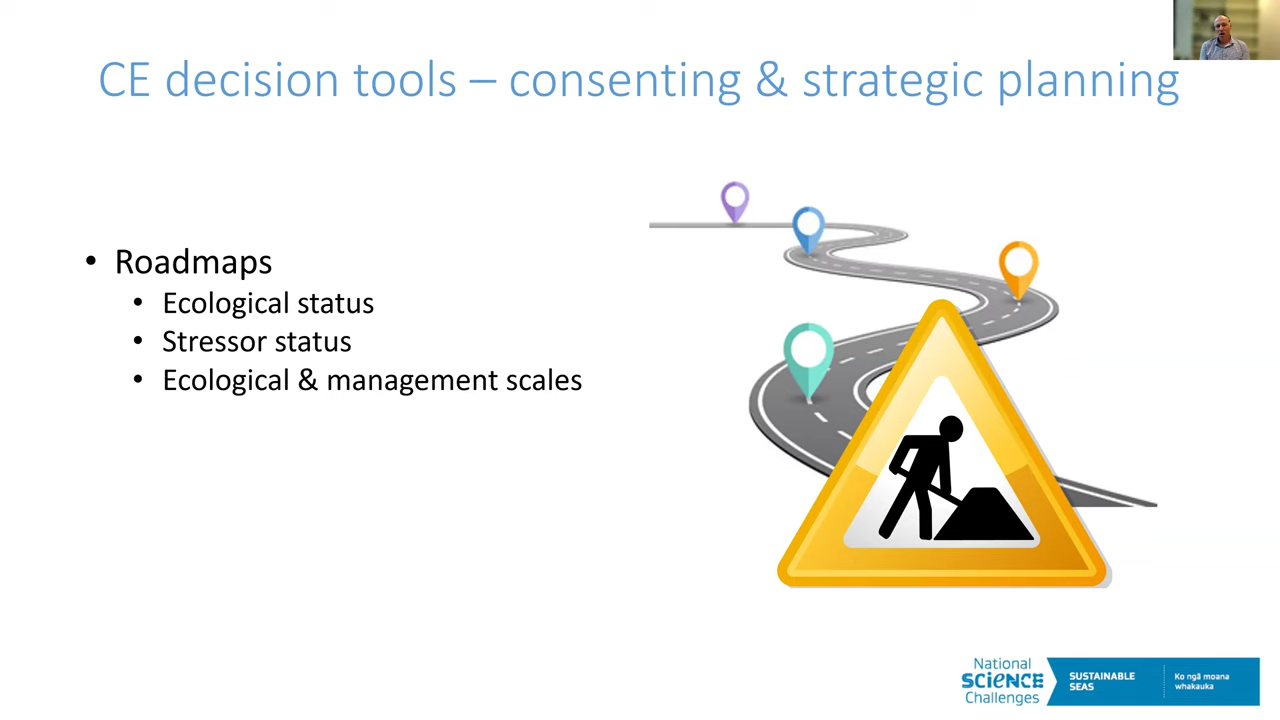 CE decision tools – consenting & strategic planning
• Roadmaps
• Ecological status
• Stressor status
• Ecological & management scales
National
SCIENCE
Challenges
SUSTAINABLE
SEAS
Ko ngā moana
whakauka